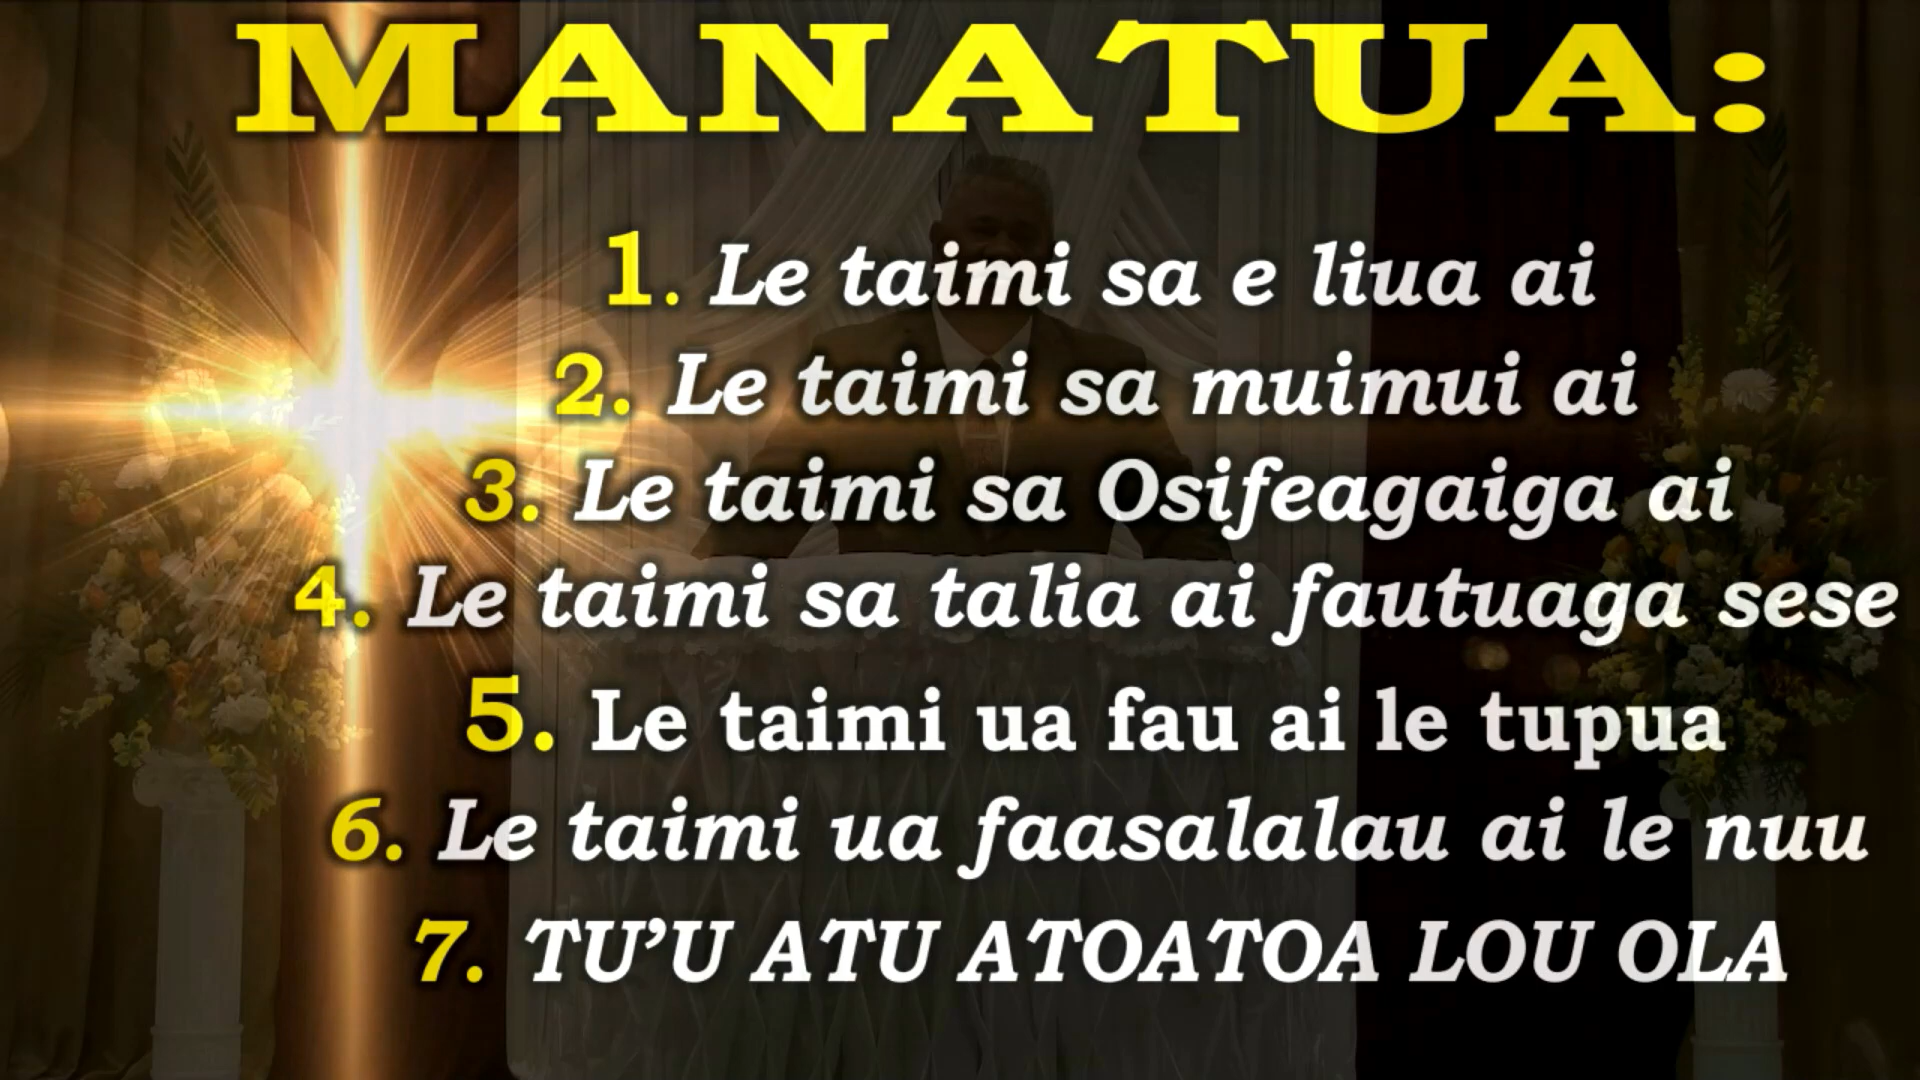 MANATUA:
1. Le taimi sa e liua ai
2. Le taimi sa muimui ai
3. Le taimi sa Osifeagaiga ai
4. Le taimi sa talia ai fautuaga sese
5. Le taimi ua fau ai le tupua
6. Le taimi ua faasalalau ai le nuu
7. TU’U ATU ATOATOA LOU OLA